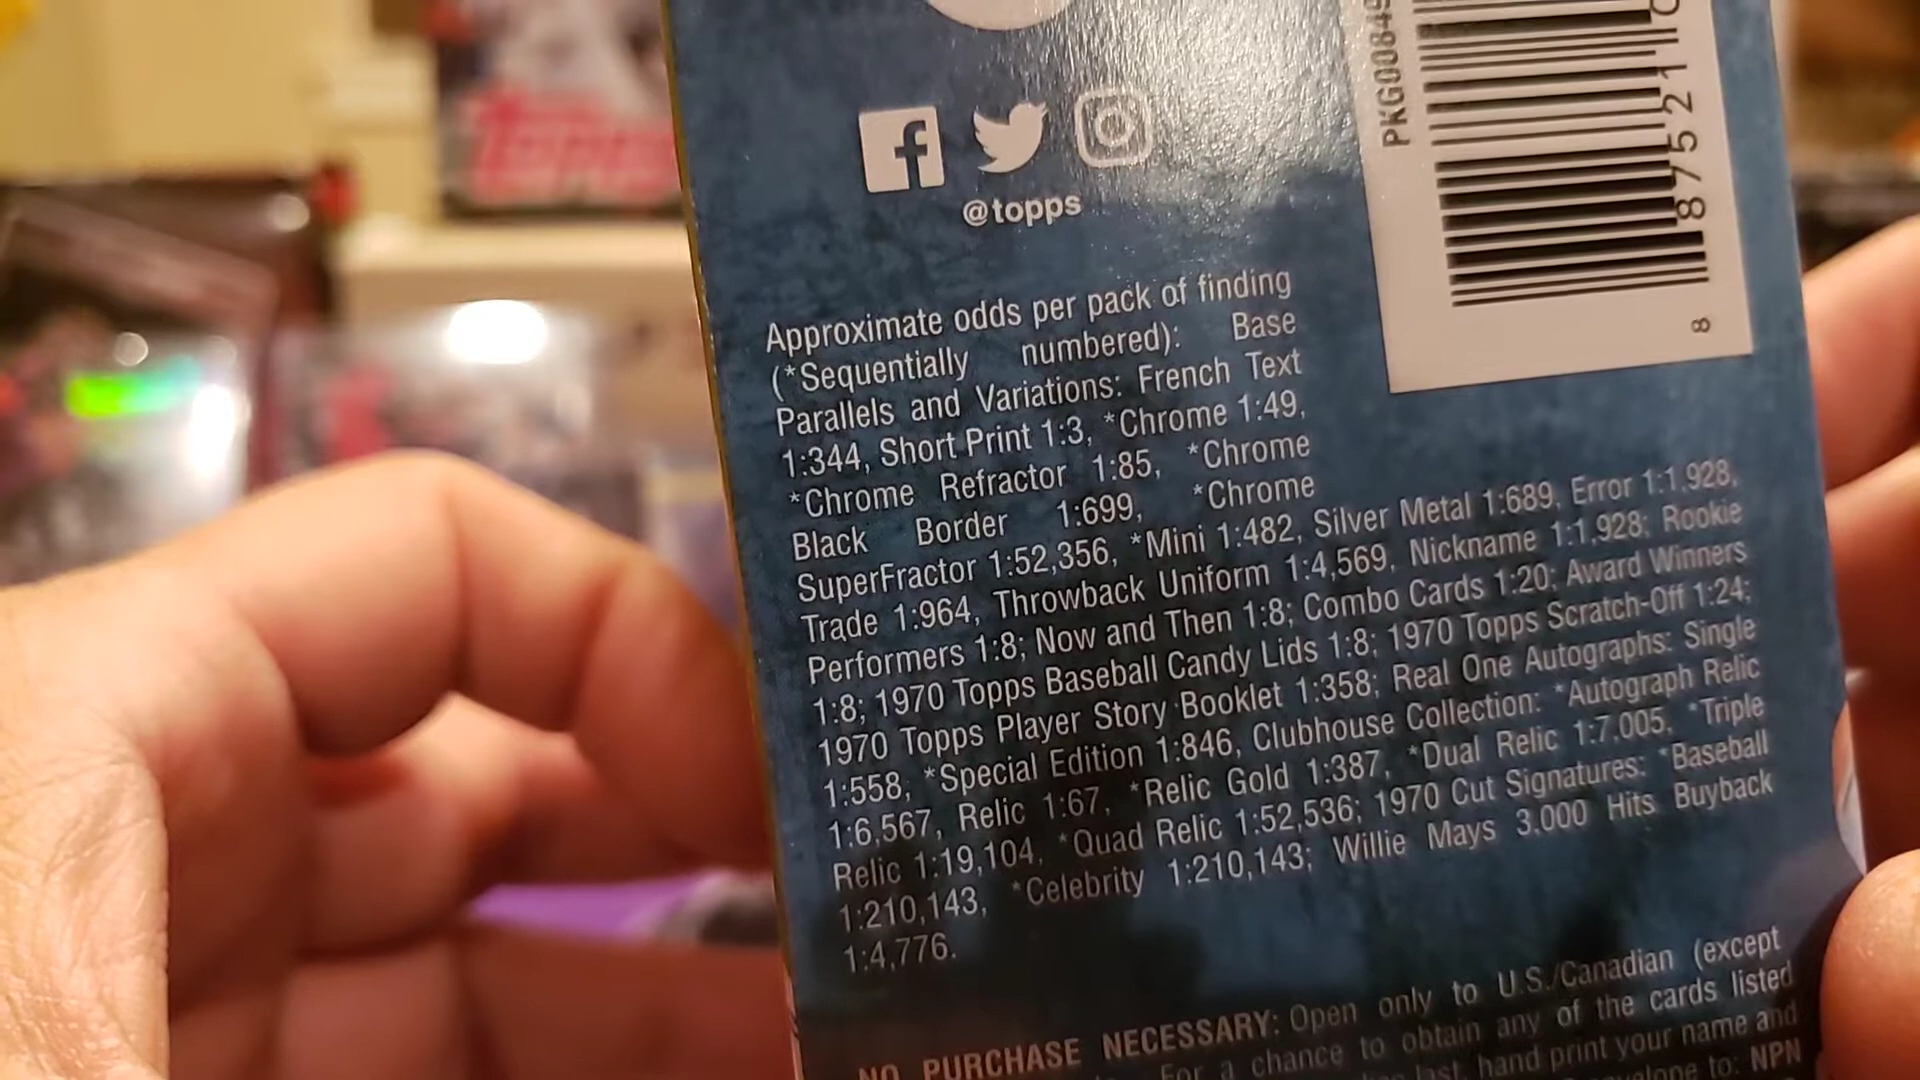 TOPPS
PKG00849
8 87521 0
8
@topps
Approximate odds per pack of finding
(*Sequentially numbered): Base
Parallels and Variations: French Text
1:344, Short Print 1:3, *Chrome 1:49,
*Chrome Refractor 1:85, *Chrome
Black Border 1:699, *Chrome
SuperFractor 1:52,356, *Mini 1:482, Silver Metal 1:689, Error 1:1,928,
Trade 1:964, Throwback Uniform 1:4,569, Nickname 1:1,928; Rookie
Performers 1:8; Now and Then 1:8; Combo Cards 1:20; Award Winners
1:8; 1970 Topps Baseball Candy Lids 1:8; 1970 Topps Scratch-Off 1:24;
1970 Topps Player Story Booklet 1:358; Real One Autographs: Single
1:558, *Special Edition 1:846, Clubhouse Collection: *Autograph Relic
1:6,567, Relic 1:67, *Relic Gold 1:387, *Dual Relic 1:7,005, *Triple
Relic 1:19,104, *Quad Relic 1:52,536; 1970 Cut Signatures: *Baseball
1:210,143, *Celebrity 1:210,143; Willie Mays 3,000 Hits Buyback
1:4,776.
NO PURCHASE NECESSARY: Open only to U.S./Canadian (except
For a chance to obtain any of the cards listed
last, hand print your name and
to: NPN